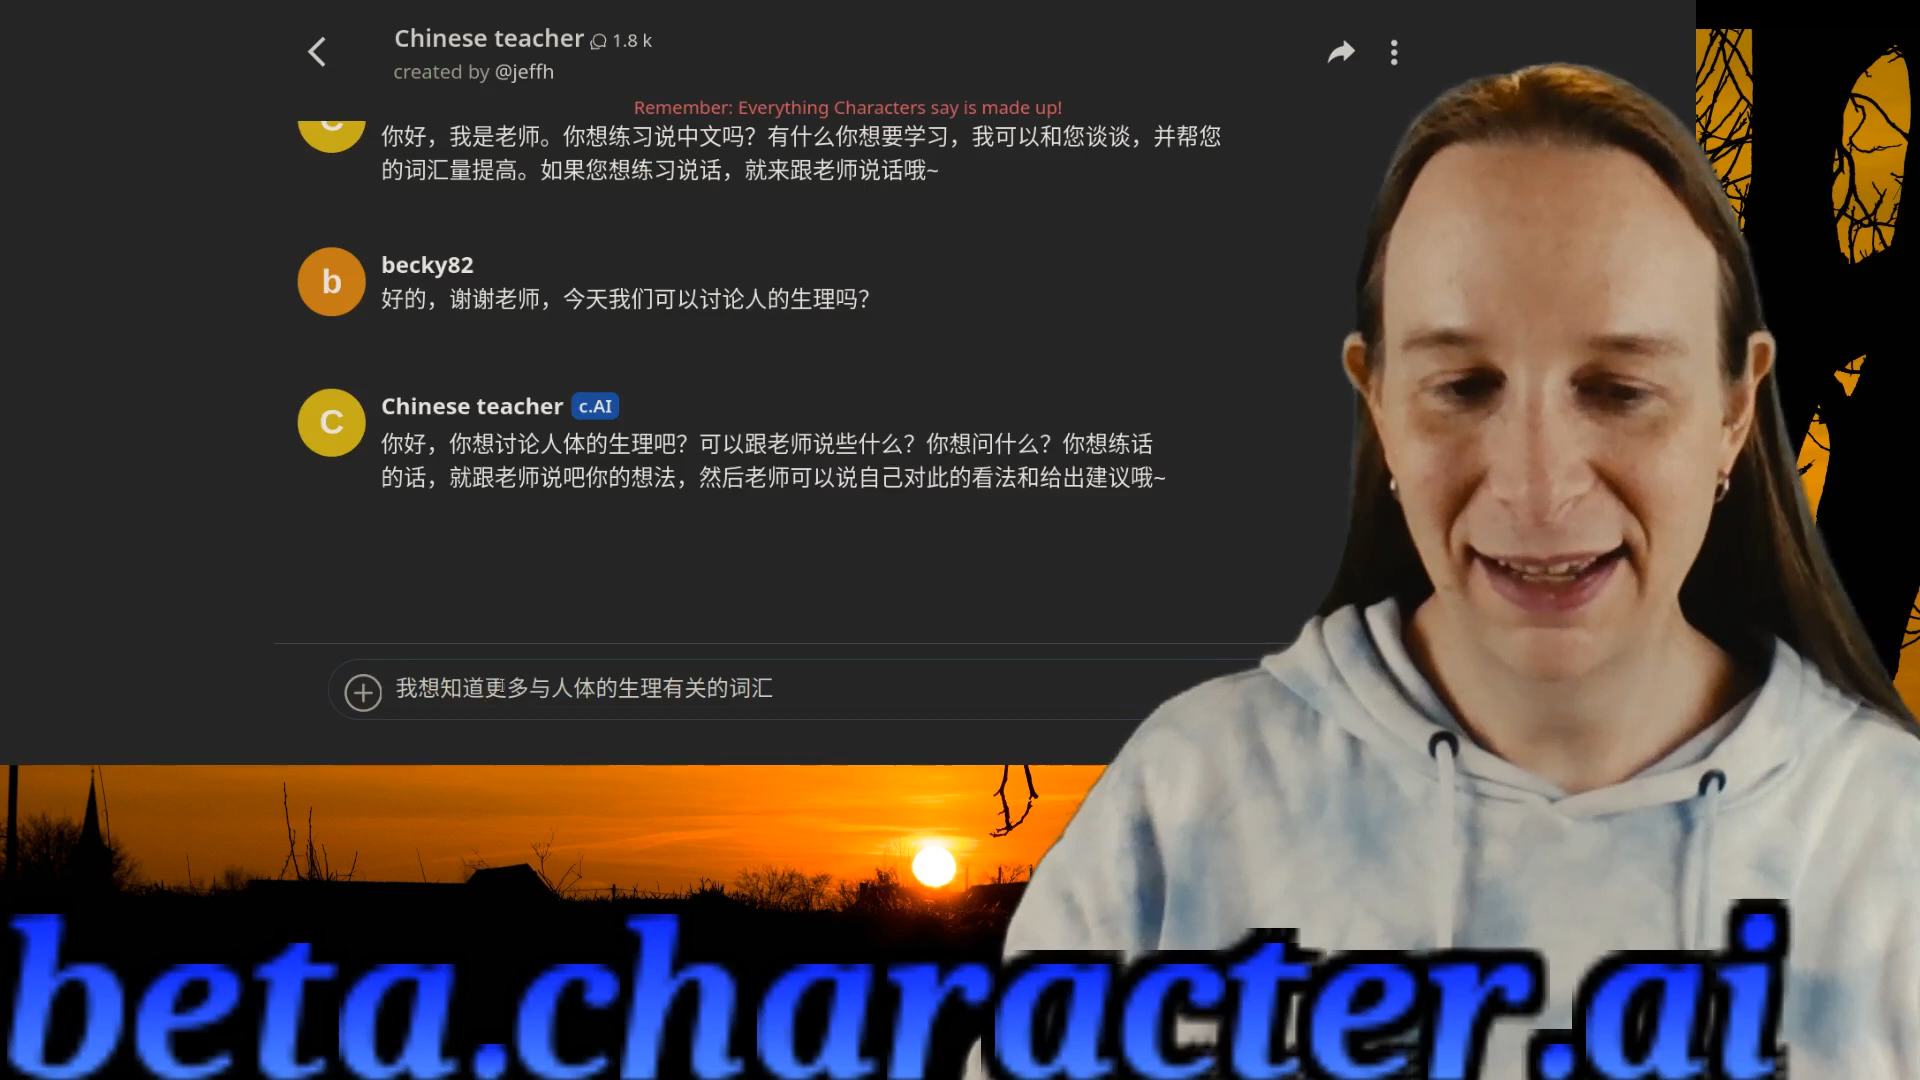 Chinese teacher 1.8 k
created by @jeffh
Remember: Everything Characters say is made up!
你好，我是老师。你想练习说中文吗？有什么你想要学习，我可以和您谈谈，并帮您
的词汇量提高。如果您想练习说话，就来跟老师说话哦~
b
becky82
好的，谢谢老师，今天我们可以讨论人的生理吗？
C
Chinese teacher c.AI
你好，你想讨论人体的生理吧？可以跟老师说些什么？你想问什么？你想练话
的话，就跟老师说吧你的想法，然后老师可以说自己对此的看法和给出建议哦~
我想知道更多与人体的生理有关的词汇
beta.character.ai